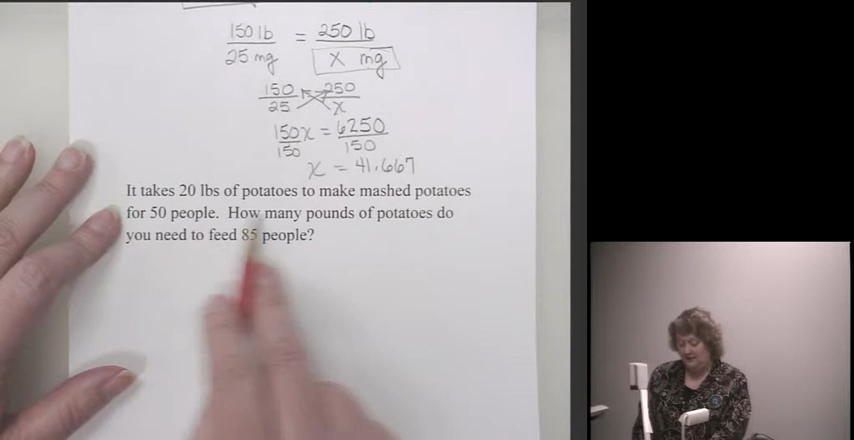 150 lb = 250 lb
25 mg x mg
150 250
25 x
150x = 6250
150 150
x = 41.667
It takes 20 lbs of potatoes to make mashed potatoes
for 50 people. How many pounds of potatoes do
you need to feed 85 people?